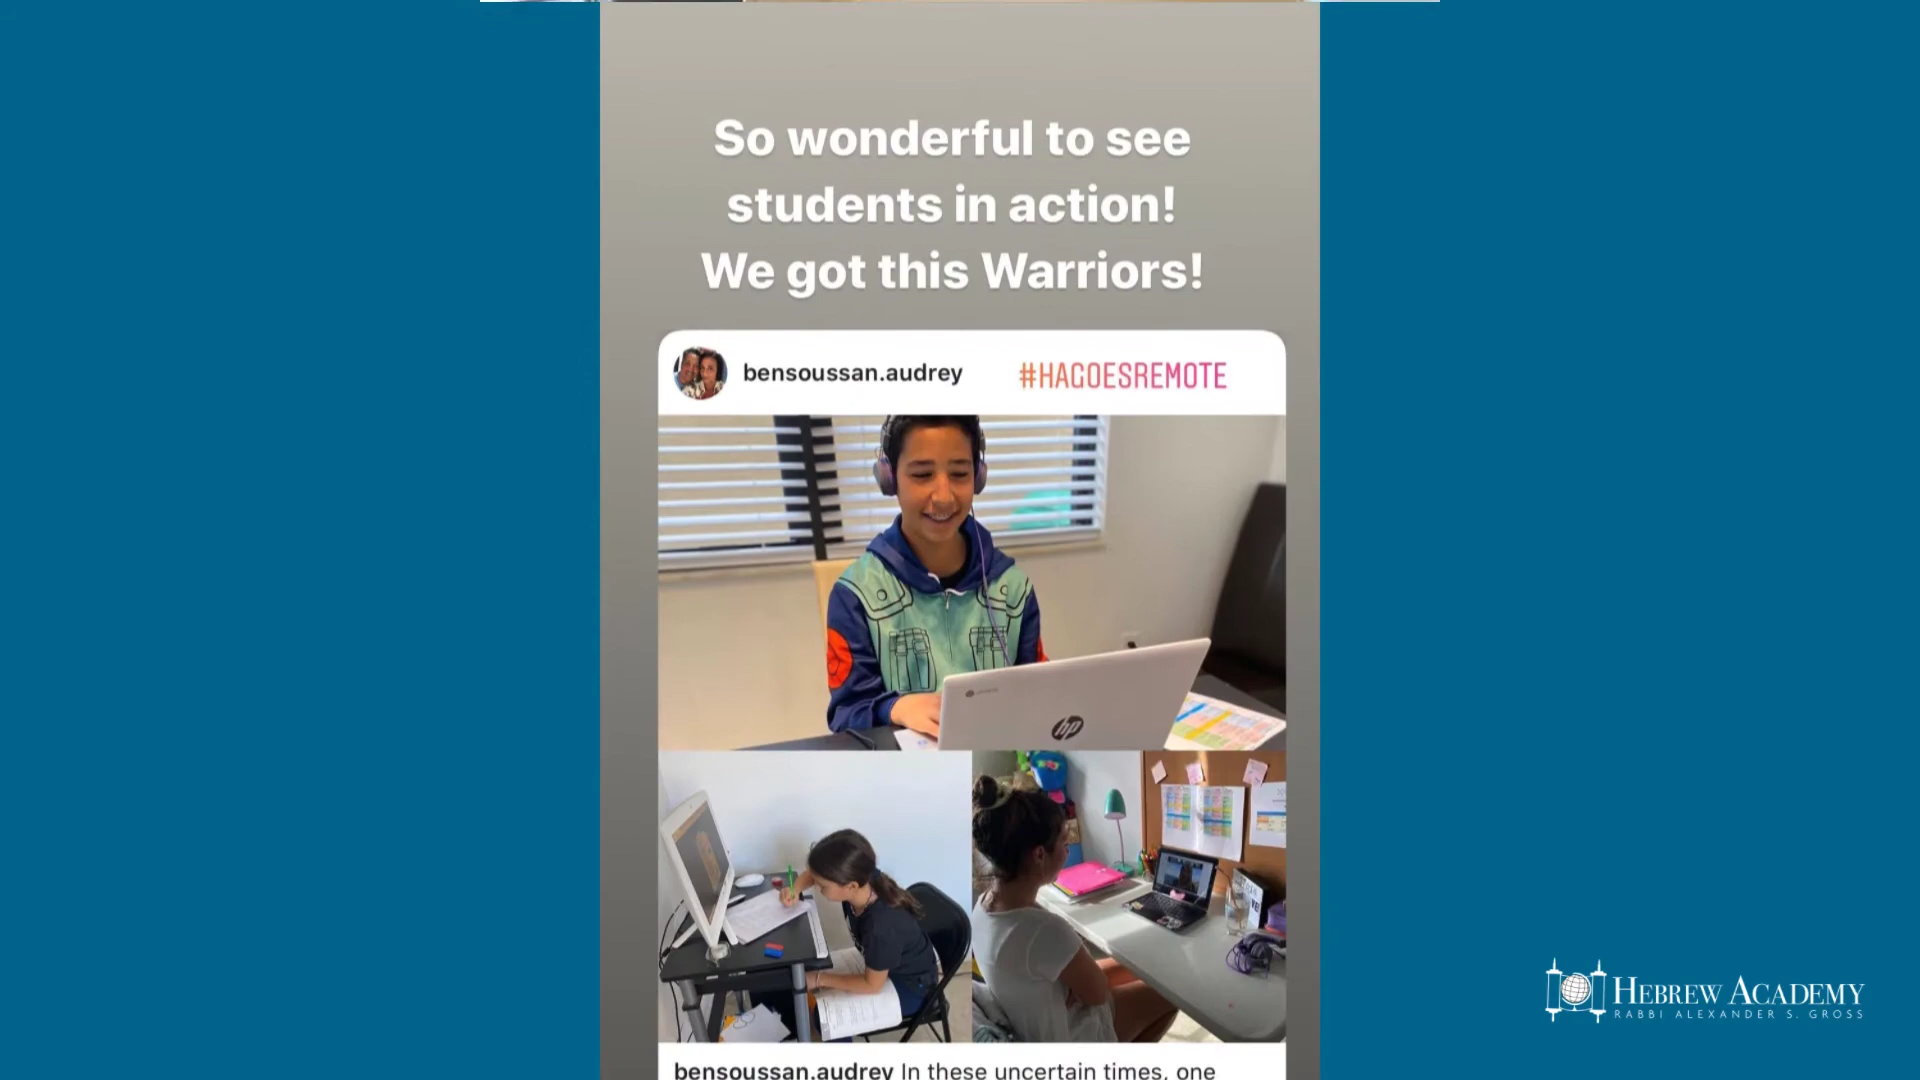 So wonderful to see
students in action!
We got this Warriors!
bensoussan.audrey #HAGOESREMOTE
hp
bensoussan.audrey In these uncertain times, one
HEBREW ACADEMY
RABBI ALEXANDER S. GROSS